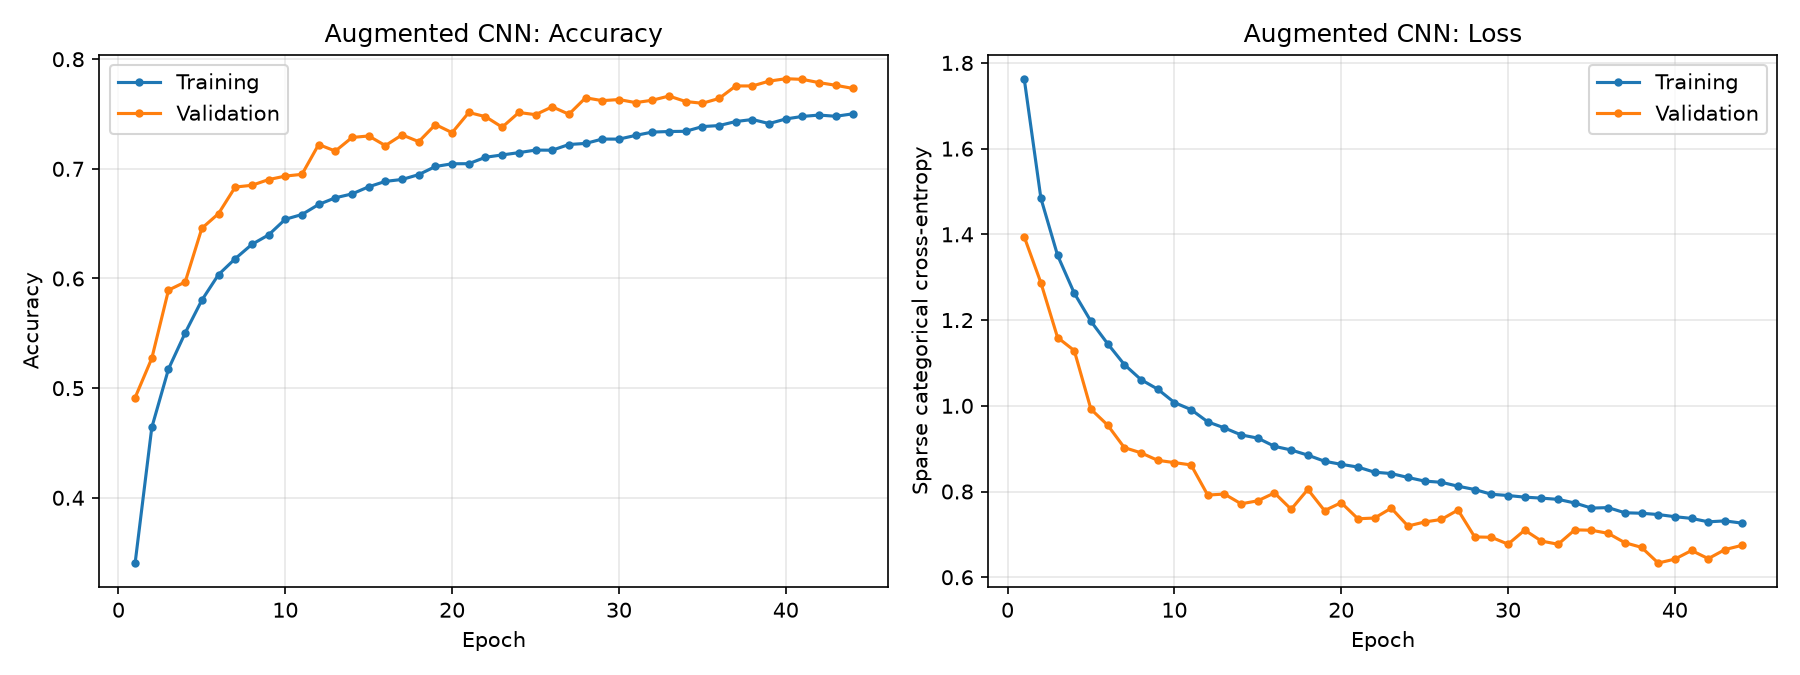 Augmented CNN: Accuracy
Training
Validation
0.8
0.7
0.6
0.5
0.4
Accuracy
0
10
20
30
40
Epoch
Augmented CNN: Loss
Training
Validation
1.8
1.6
1.4
1.2
1.0
0.8
0.6
Sparse categorical cross-entropy
0
10
20
30
40
Epoch